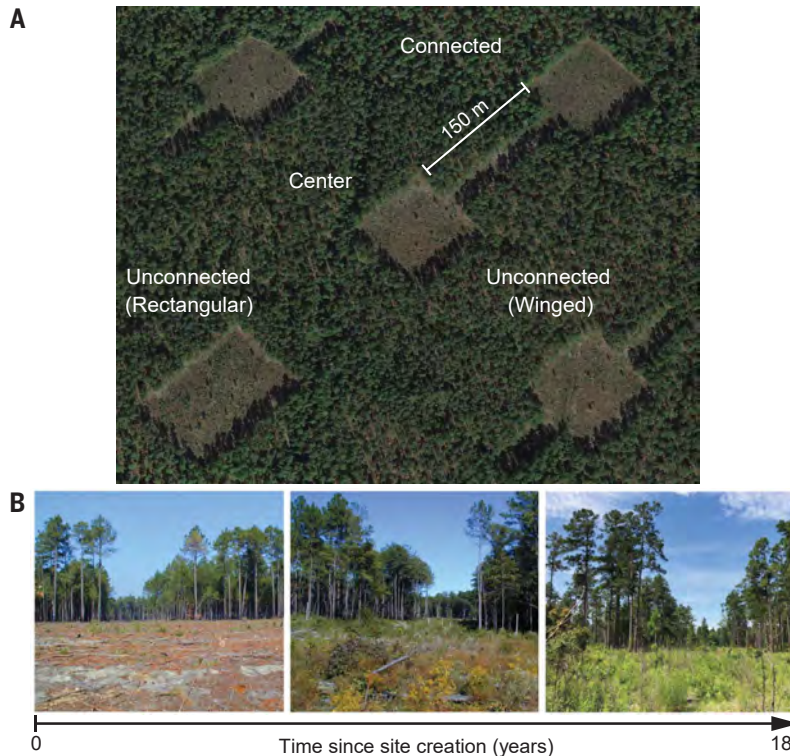 A
Connected
150 m
Center
Unconnected
(Rectangular)
Unconnected
(Winged)
B
0
Time since site creation (years)
18